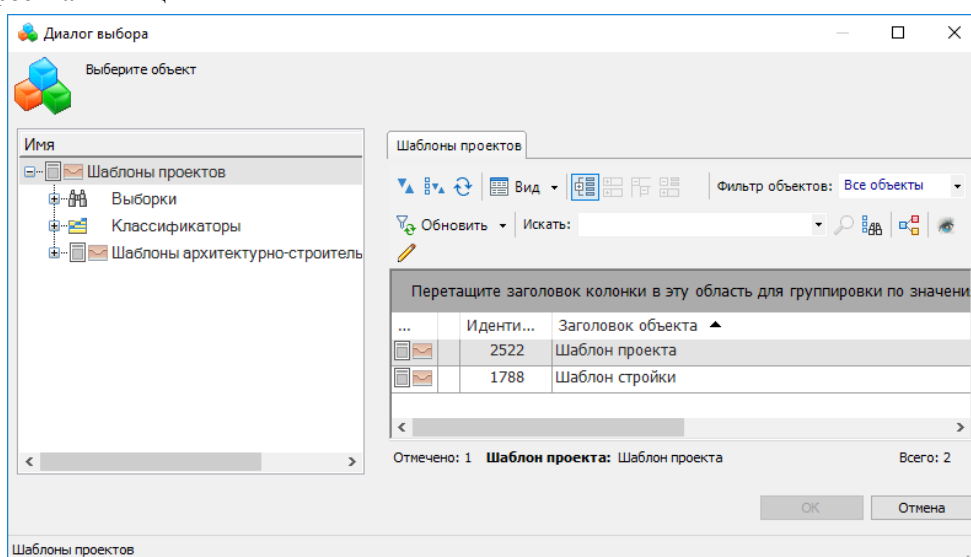 Диалог выбора
Выберите объект
Имя
Шаблоны проектов
Выборки
Классификаторы
Шаблоны архитектурно-строитель
Шаблоны проектов
Вид
Фильтр объектов: Все объекты
Обновить Искать:
Перетащите заголовок колонки в эту область для группировки по значени
... Иденти... Заголовок объекта
2522 Шаблон проекта
1788 Шаблон стройки
Отмечено: 1 Шаблон проекта: Шаблон проекта Всего: 2
ОК Отмена
Шаблоны проектов